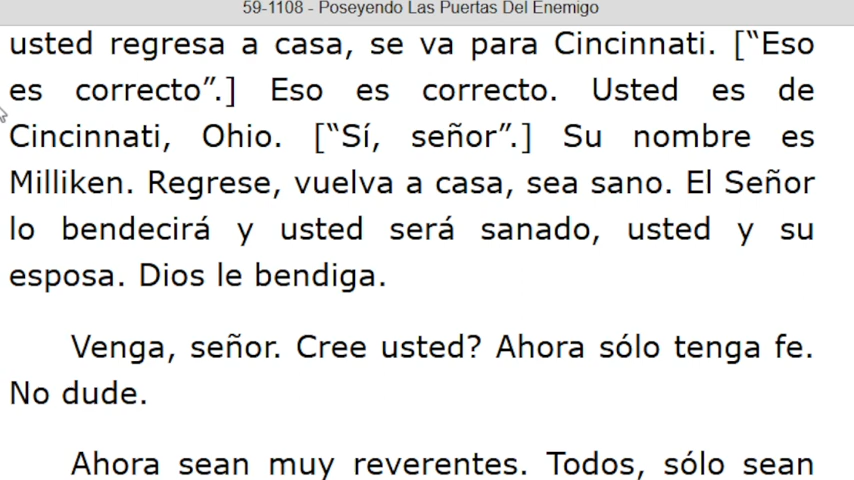 59-1108 - Poseyendo Las Puertas Del Enemigo
usted regresa a casa, se va para Cincinnati. [“Eso
es correcto”.] Eso es correcto. Usted es de
Cincinnati, Ohio. [“Sí, señor”.] Su nombre es
Milliken. Regrese, vuelva a casa, sea sano. El Señor
lo bendecirá y usted será sanado, usted y su
esposa. Dios le bendiga.
Venga, señor. Cree usted? Ahora sólo tenga fe.
No dude.
Ahora sean muy reverentes. Todos, sólo sean